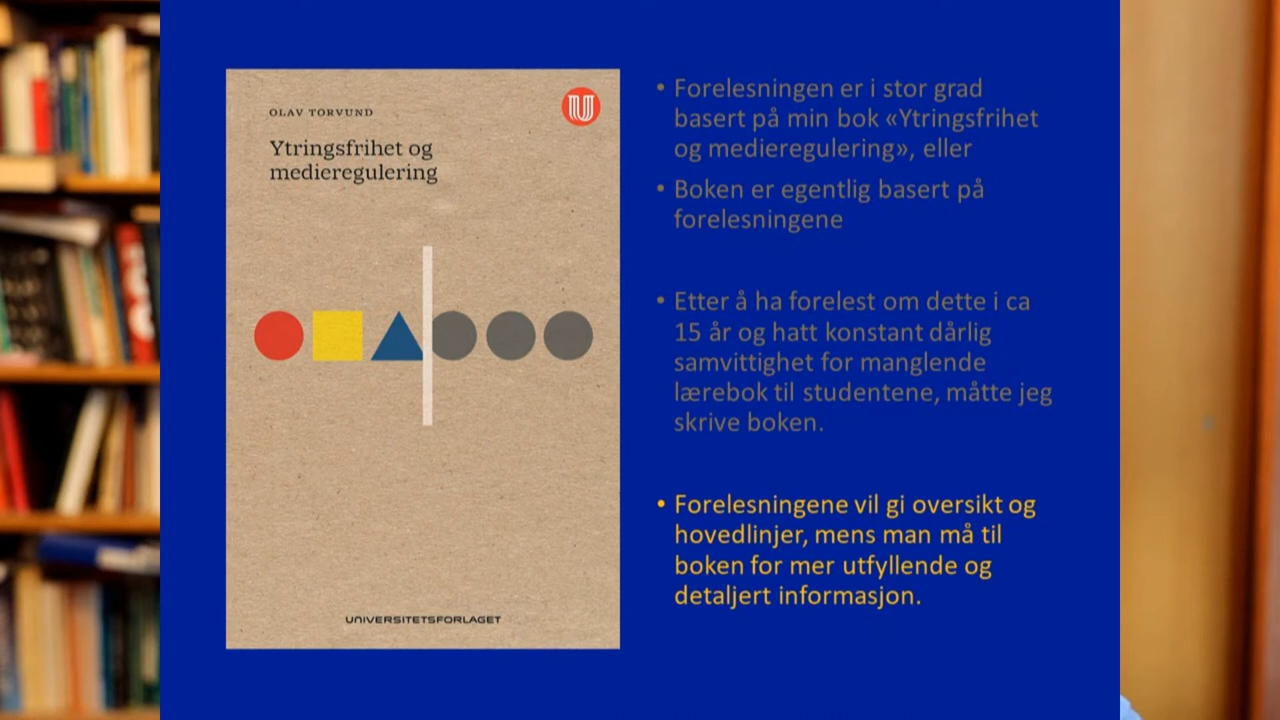 OLAV TORVUND
Ytringsfrihet og
medieregulering
UNIVERSITETSFORLAGET
• Forelesningen er i stor grad
basert på min bok «Ytringsfrihet
og medieregulering», eller
• Boken er egentlig basert på
forelesningene
• Etter å ha forelest om dette i ca
15 år og hatt konstant dårlig
samvittighet for manglende
lærebok til studentene, måtte jeg
skrive boken.
• Forelesningene vil gi oversikt og
hovedlinjer, mens man må til
boken for mer utfyllende og
detaljert informasjon.